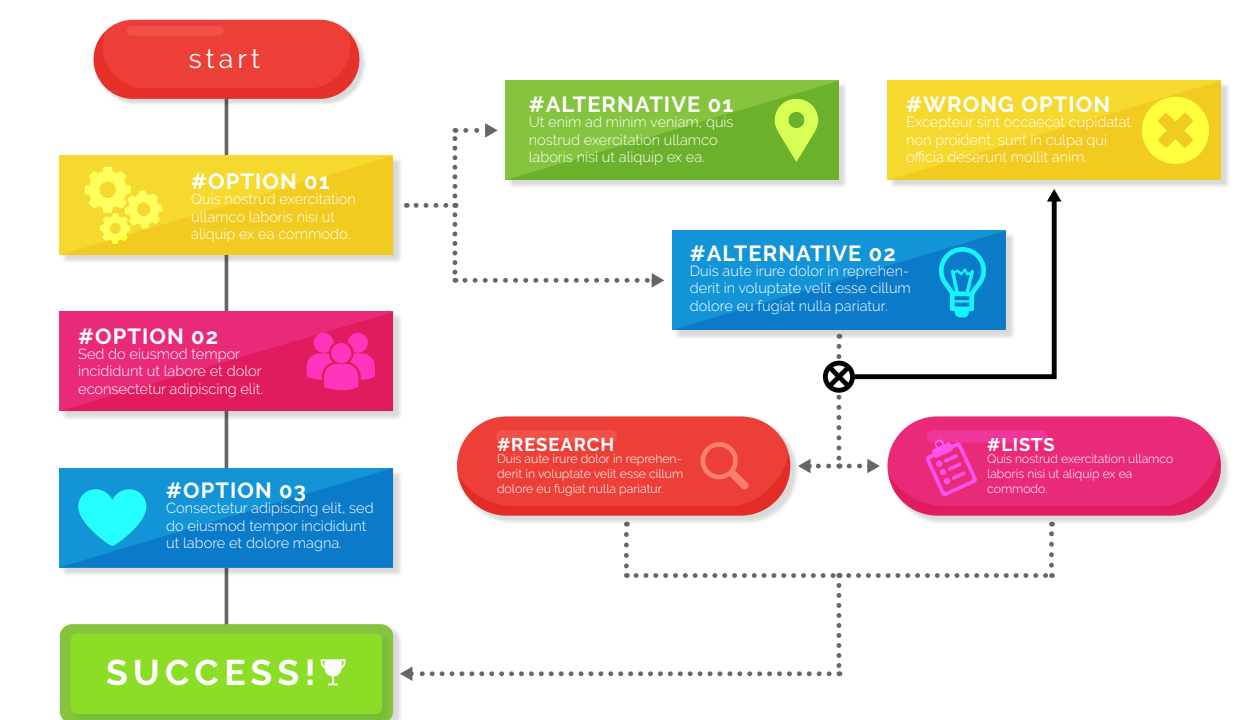 start
#OPTION 01
Quis nostrud exercitation
ullamco laboris nisi ut
aliquip ex ea commodo.
#OPTION 02
Sed do eiusmod tempor
incididunt ut labore et dolor
econsectetur adipiscing elit.
#OPTION 03
Consectetur adipiscing elit, sed
do eiusmod tempor incididunt
ut labore et dolore magna.
SUCCESS!
#ALTERNATIVE 01
Ut enim ad minim veniam, quis
nostrud exercitation ullamco
laboris nisi ut aliquip ex ea.
#WRONG OPTION
Excepteur sint occaecat cupidatat
non proident, sunt in culpa qui
officia deserunt mollit anim.
#ALTERNATIVE 02
Duis aute irure dolor in reprehen-
derit in voluptate velit esse cillum
dolore eu fugiat nulla pariatur.
#RESEARCH
Duis aute irure dolor in reprehen-
derit in voluptate velit esse cillum
dolore eu fugiat nulla pariatur.
#LISTS
Quis nostrud exercitation ullamco
laboris nisi ut aliquip ex ea
commodo.